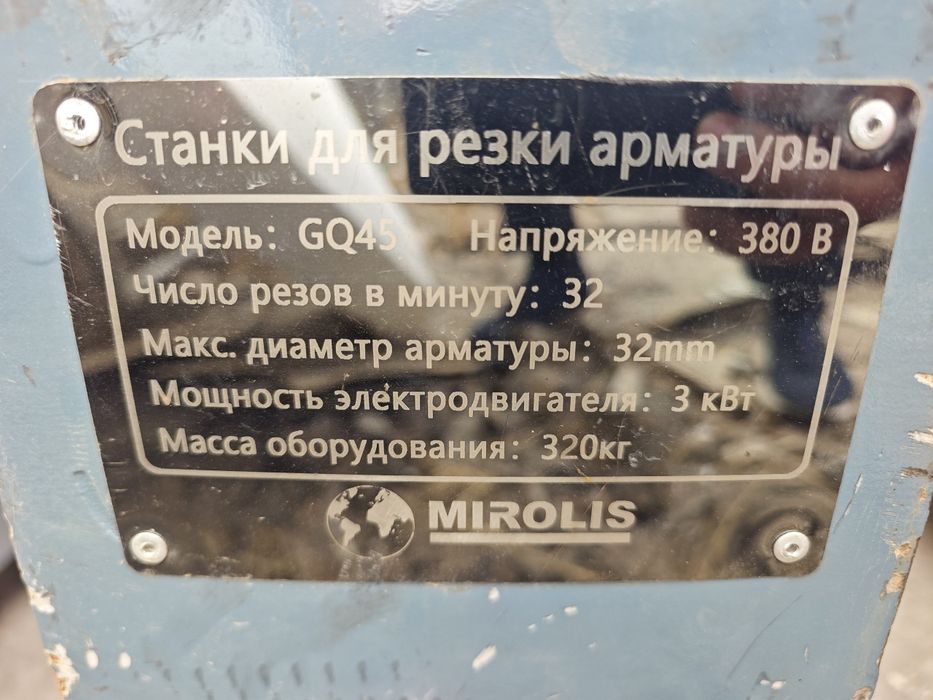 Станки для резки арматуры
Модель: GQ45 Напряжение: 380 В
Число резов в минуту: 32
Макс. диаметр арматуры: 32mm
Мощность электродвигателя: 3 кВт
Масса оборудования: 320кг
MIROLIS